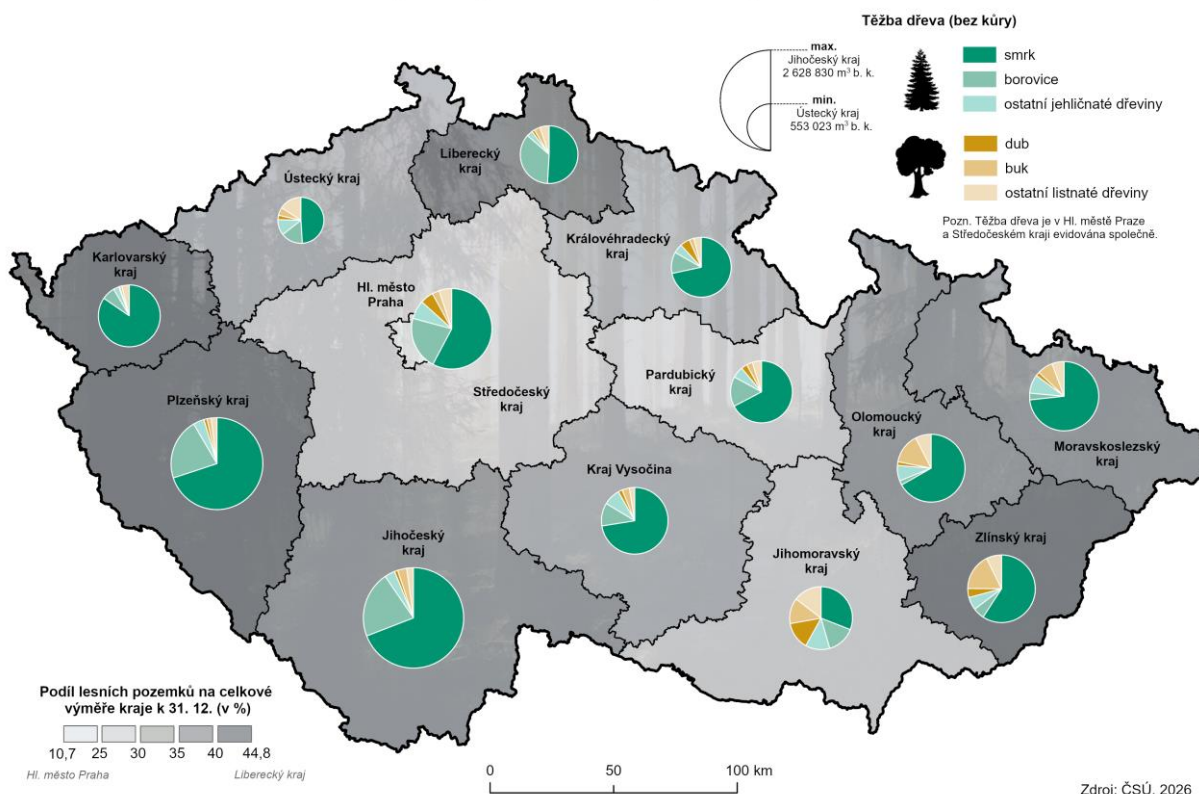 Těžba dřeva (bez kůry)
max.
Jihočeský kraj
2 628 830 m³ b. k.
min.
Ústecký kraj
553 023 m³ b. k.
smrk
borovice
ostatní jehličnaté dřeviny
dub
buk
ostatní listnaté dřeviny
Pozn. Těžba dřeva je v Hl. městě Praze
a Středočeském kraji evidována společně.
Liberecký
kraj
Ústecký kraj
Královéhradecký
kraj
Karlovarský
kraj
Hl. město
Praha
Středočeský
kraj
Pardubický
kraj
Plzeňský kraj
Olomoucký
kraj
Moravskoslezský
kraj
Kraj Vysočina
Jihočeský
kraj
Jihomoravský
kraj
Zlínský kraj
Podíl lesních pozemků na celkové
výměře kraje k 31. 12. (v %)
10,7 25 30 35 40 44,8
Hl. město Praha Liberecký kraj
0 50 100 km
Zdroj: ČSÚ, 2026